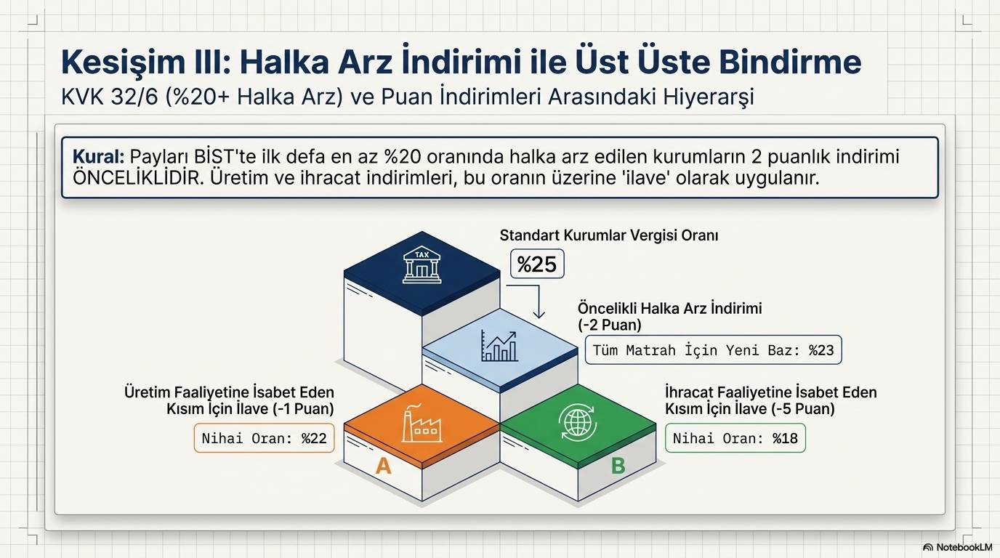 Kesişim III: Halka Arz İndirimi ile Üst Üste Bindirme
KVK 32/6 (%20+ Halka Arz) ve Puan İndirimleri Arasındaki Hiyerarşi
Kural: Payları BİST'te ilk defa en az %20 oranında halka arz edilen kurumların 2 puanlık indirimi
ÖNCELİKLİDİR. Üretim ve ihracat indirimleri, bu oranın üzerine 'ilave' olarak uygulanır.
Standart Kurumlar Vergisi Oranı
%25
TAX
Öncelikli Halka Arz İndirimi
(-2 Puan)
Tüm Matrah İçin Yeni Baz: %23
Üretim Faaliyetine İsabet Eden
Kısım İçin İlave (-1 Puan)
Nihai Oran: %22
A
İhracat Faaliyetine İsabet Eden
Kısım İçin İlave (-5 Puan)
Nihai Oran: %18
B
NotebookLM